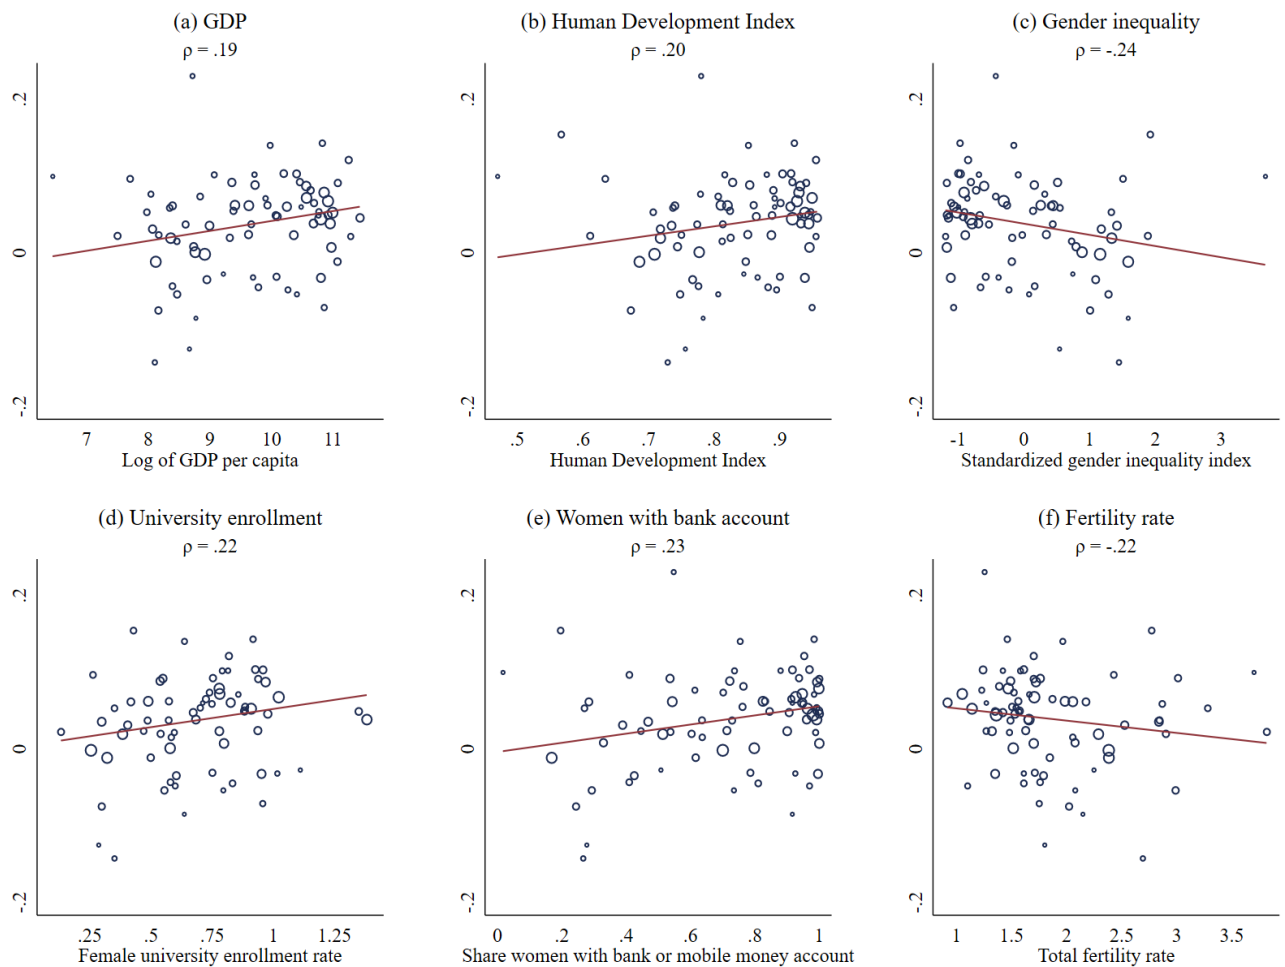 (a) GDP
ρ = .19
.2
0
-.2
7 8 9 10 11
Log of GDP per capita
(b) Human Development Index
ρ = .20
.2
0
-.2
.5 .6 .7 .8 .9
Human Development Index
(c) Gender inequality
ρ = -.24
.2
0
-.2
-1 0 1 2 3
Standardized gender inequality index
(d) University enrollment
ρ = .22
.2
0
-.2
.25 .5 .75 1 1.25
Female university enrollment rate
(e) Women with bank account
ρ = .23
.2
0
-.2
0 .2 .4 .6 .8 1
Share women with bank or mobile money account
(f) Fertility rate
ρ = -.22
.2
0
-.2
1 1.5 2 2.5 3 3.5
Total fertility rate